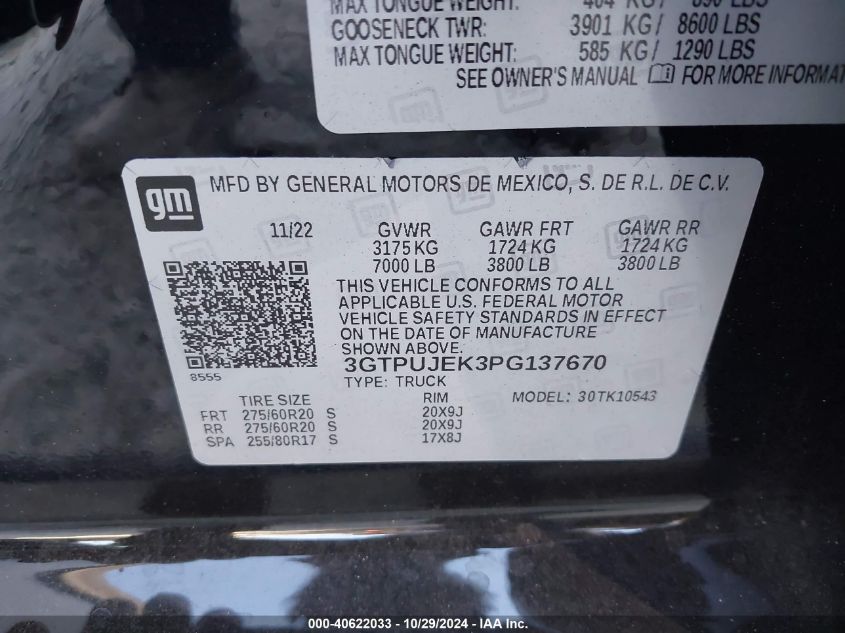 MAX TONGUE WEIGHT: 404 KG / 890 LBS
GOOSENECK TWR: 3901 KG / 8600 LBS
MAX TONGUE WEIGHT: 585 KG / 1290 LBS
SEE OWNER'S MANUAL FOR MORE INFORMAT
gm MFD BY GENERAL MOTORS DE MEXICO, S. DE R.L. DE C.V.
11/22 GVWR GAWR FRT GAWR RR
3175 KG 1724 KG 1724 KG
7000 LB 3800 LB 3800 LB
THIS VEHICLE CONFORMS TO ALL
APPLICABLE U.S. FEDERAL MOTOR
VEHICLE SAFETY STANDARDS IN EFFECT
ON THE DATE OF MANUFACTURE
SHOWN ABOVE.
3GTPUJEK3PG137670
8555
TYPE: TRUCK MODEL: 30TK10543
TIRE SIZE RIM
FRT 275/60R20 S 20X9J
RR 275/60R20 S 20X9J
SPA 255/80R17 S 17X8J
000-40622033 - 10/29/2024 - IAA Inc.